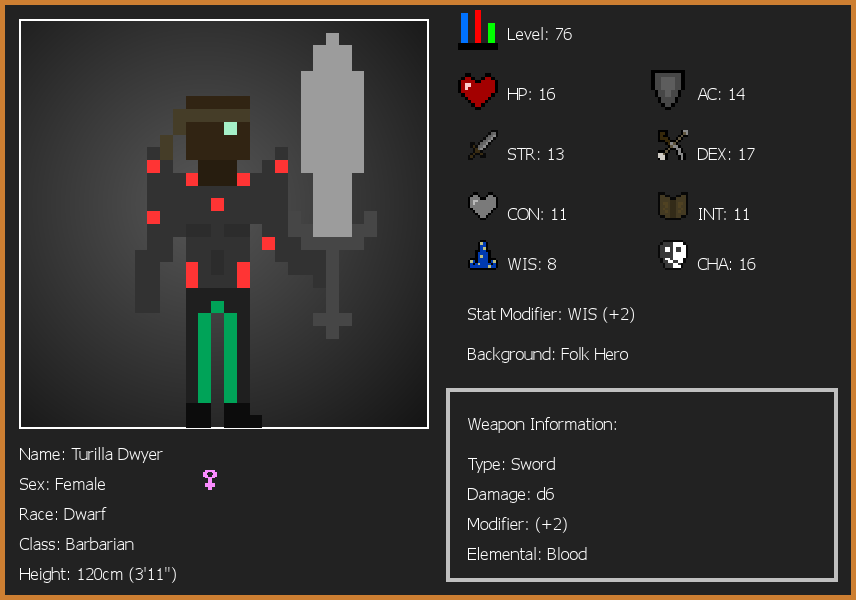 Level: 76
HP: 16
AC: 14
STR: 13
DEX: 17
CON: 11
INT: 11
WIS: 8
CHA: 16
Stat Modifier: WIS (+2)
Background: Folk Hero
Weapon Information:
Type: Sword
Damage: d6
Modifier: (+2)
Elemental: Blood
Name: Turilla Dwyer
Sex: Female
Race: Dwarf
Class: Barbarian
Height: 120cm (3'11")